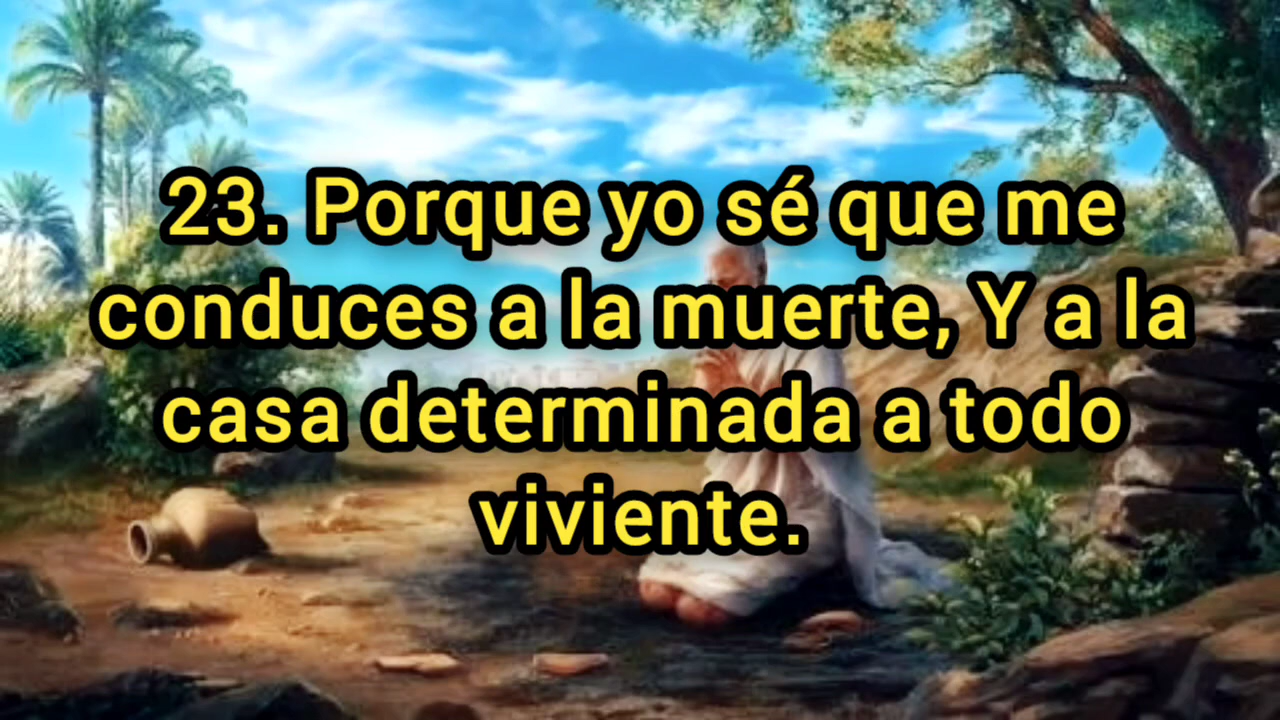 23. Porque yo sé que me
conduces a la muerte, Y a la
casa determinada a todo
viviente.